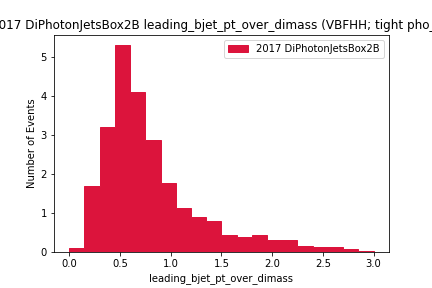 2017 DiPhotonJetsBox2B leading_bjet_pt_over_dimass (VBFHH; tight pho_
2017 DiPhotonJetsBox2B
Number of Events
5
4
3
2
1
0
0.0 0.5 1.0 1.5 2.0 2.5 3.0
leading_bjet_pt_over_dimass